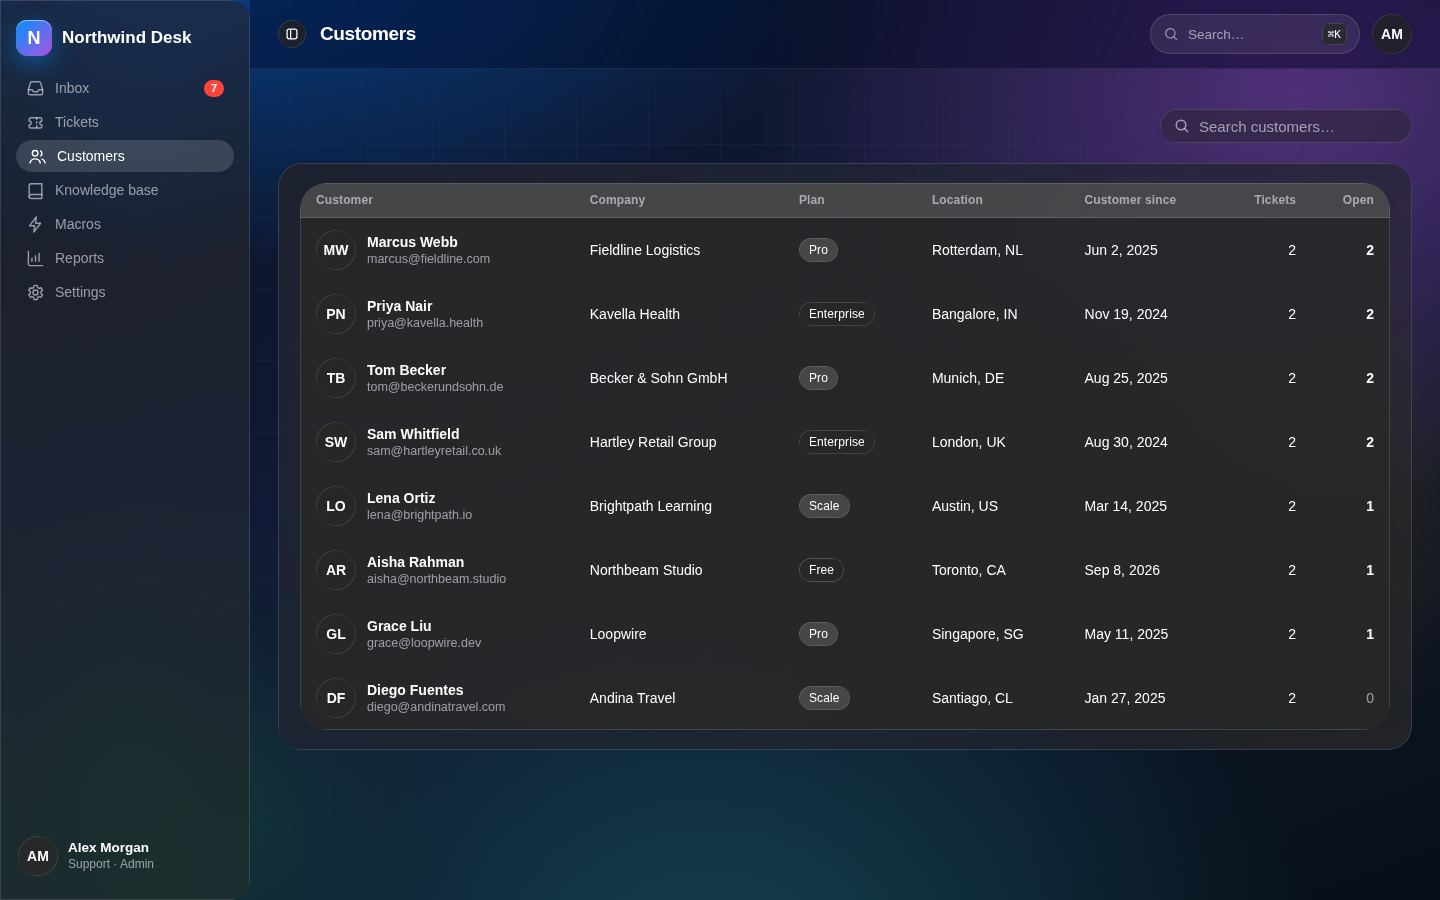 N Northwind Desk
Inbox 7
Tickets
Customers
Knowledge base
Macros
Reports
Settings
AM Alex Morgan
Support · Admin
Customers
Search… ⌘K AM
Search customers…
Customer Company Plan Location Customer since Tickets Open
MW Marcus Webb Fieldline Logistics Pro Rotterdam, NL Jun 2, 2025 2 2
marcus@fieldline.com
PN Priya Nair Kavella Health Enterprise Bangalore, IN Nov 19, 2024 2 2
priya@kavella.health
TB Tom Becker Becker & Sohn GmbH Pro Munich, DE Aug 25, 2025 2 2
tom@beckerundsohn.de
SW Sam Whitfield Hartley Retail Group Enterprise London, UK Aug 30, 2024 2 2
sam@hartleyretail.co.uk
LO Lena Ortiz Brightpath Learning Scale Austin, US Mar 14, 2025 2 1
lena@brightpath.io
AR Aisha Rahman Northbeam Studio Free Toronto, CA Sep 8, 2026 2 1
aisha@northbeam.studio
GL Grace Liu Loopwire Pro Singapore, SG May 11, 2025 2 1
grace@loopwire.dev
DF Diego Fuentes Andina Travel Scale Santiago, CL Jan 27, 2025 2 0
diego@andinatravel.com